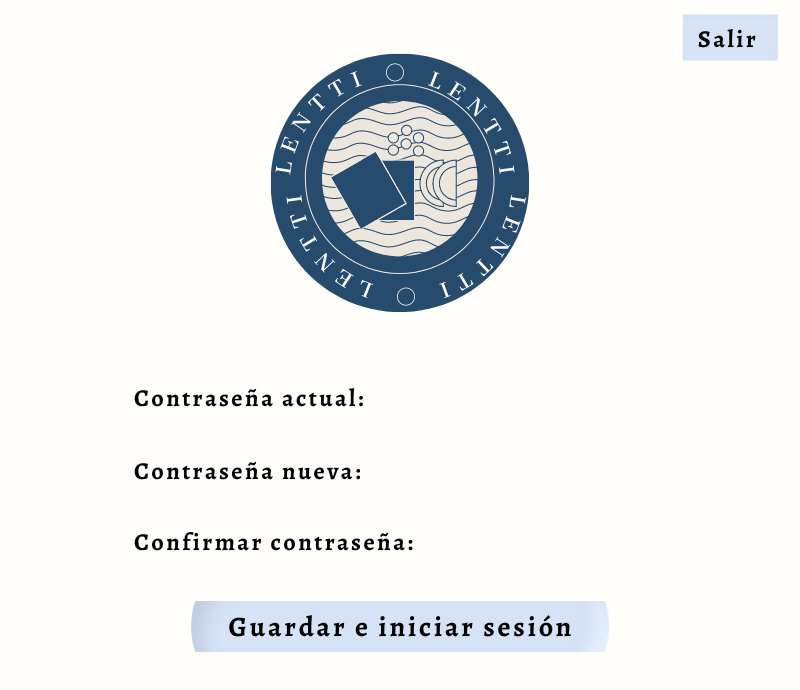 Salir
LENTTI LENTTI LENTTI LENTTI
Contraseña actual:
Contraseña nueva:
Confirmar contraseña:
Guardar e iniciar sesión